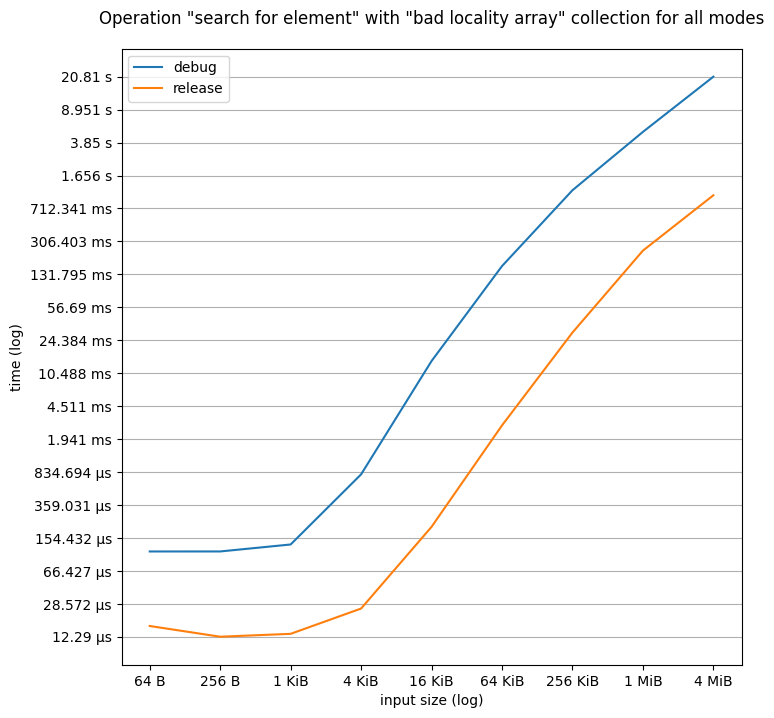 Operation "search for element" with "bad locality array" collection for all modes
debug
release
time (log)
20.81 s
8.951 s
3.85 s
1.656 s
712.341 ms
306.403 ms
131.795 ms
56.69 ms
24.384 ms
10.488 ms
4.511 ms
1.941 ms
834.694 µs
359.031 µs
154.432 µs
66.427 µs
28.572 µs
12.29 µs
64 B 256 B 1 KiB 4 KiB 16 KiB 64 KiB 256 KiB 1 MiB 4 MiB
input size (log)